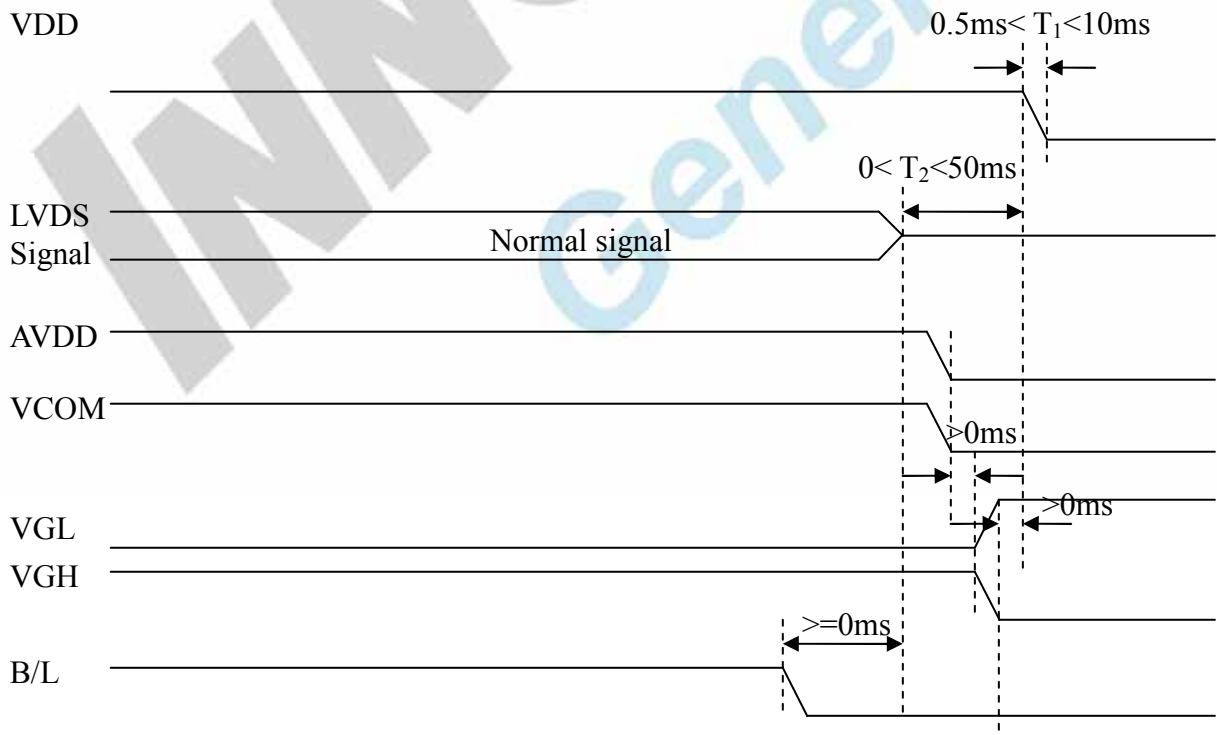 VDD
0.5ms< T₁<10ms
0< T₂<50ms
LVDS
Signal
Normal signal
AVDD
VCOM
>0ms
>0ms
VGL
VGH
>=0ms
B/L